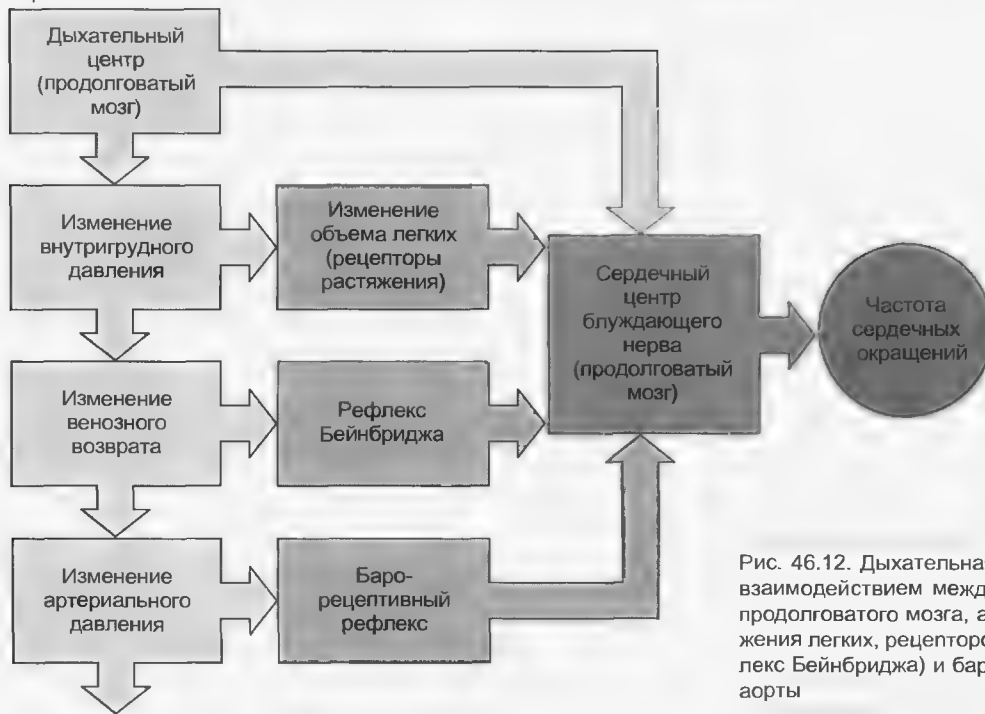 Дыхательный
центр
(продолговатый
мозг)
Изменение
внутригрудного
давления
Изменение
объема легких
(рецепторы
растяжения)
Сердечный
центр
блуждающего
нерва
(продолговатый
мозг)
Частота
сердечных
окращений
Изменение
венозного
возврата
Рефлекс
Бейнбриджа
Изменение
артериального
давления
Баро-
рецептивный
рефлекс
Рис. 46.12. Дыхательная
взаимодействием межд
продолговатого мозга, а
жения легких, рецепторо
лекс Бейнбриджа) и бар
аорты